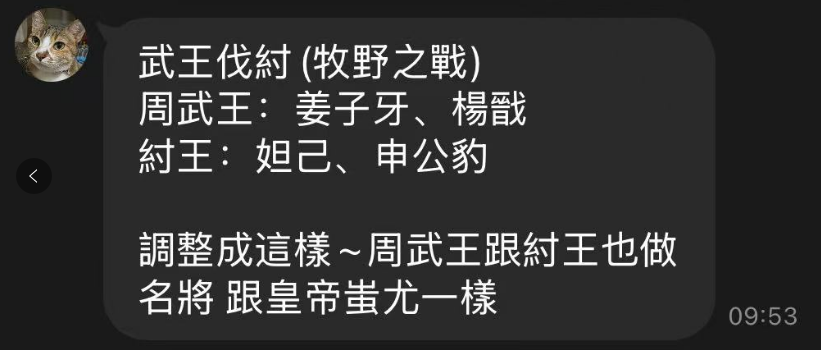 武王伐紂 (牧野之戰)
周武王：姜子牙、楊戩
紂王：妲己、申公豹
調整成這樣~周武王跟紂王也做
名將 跟皇帝蚩尤一樣
09:53